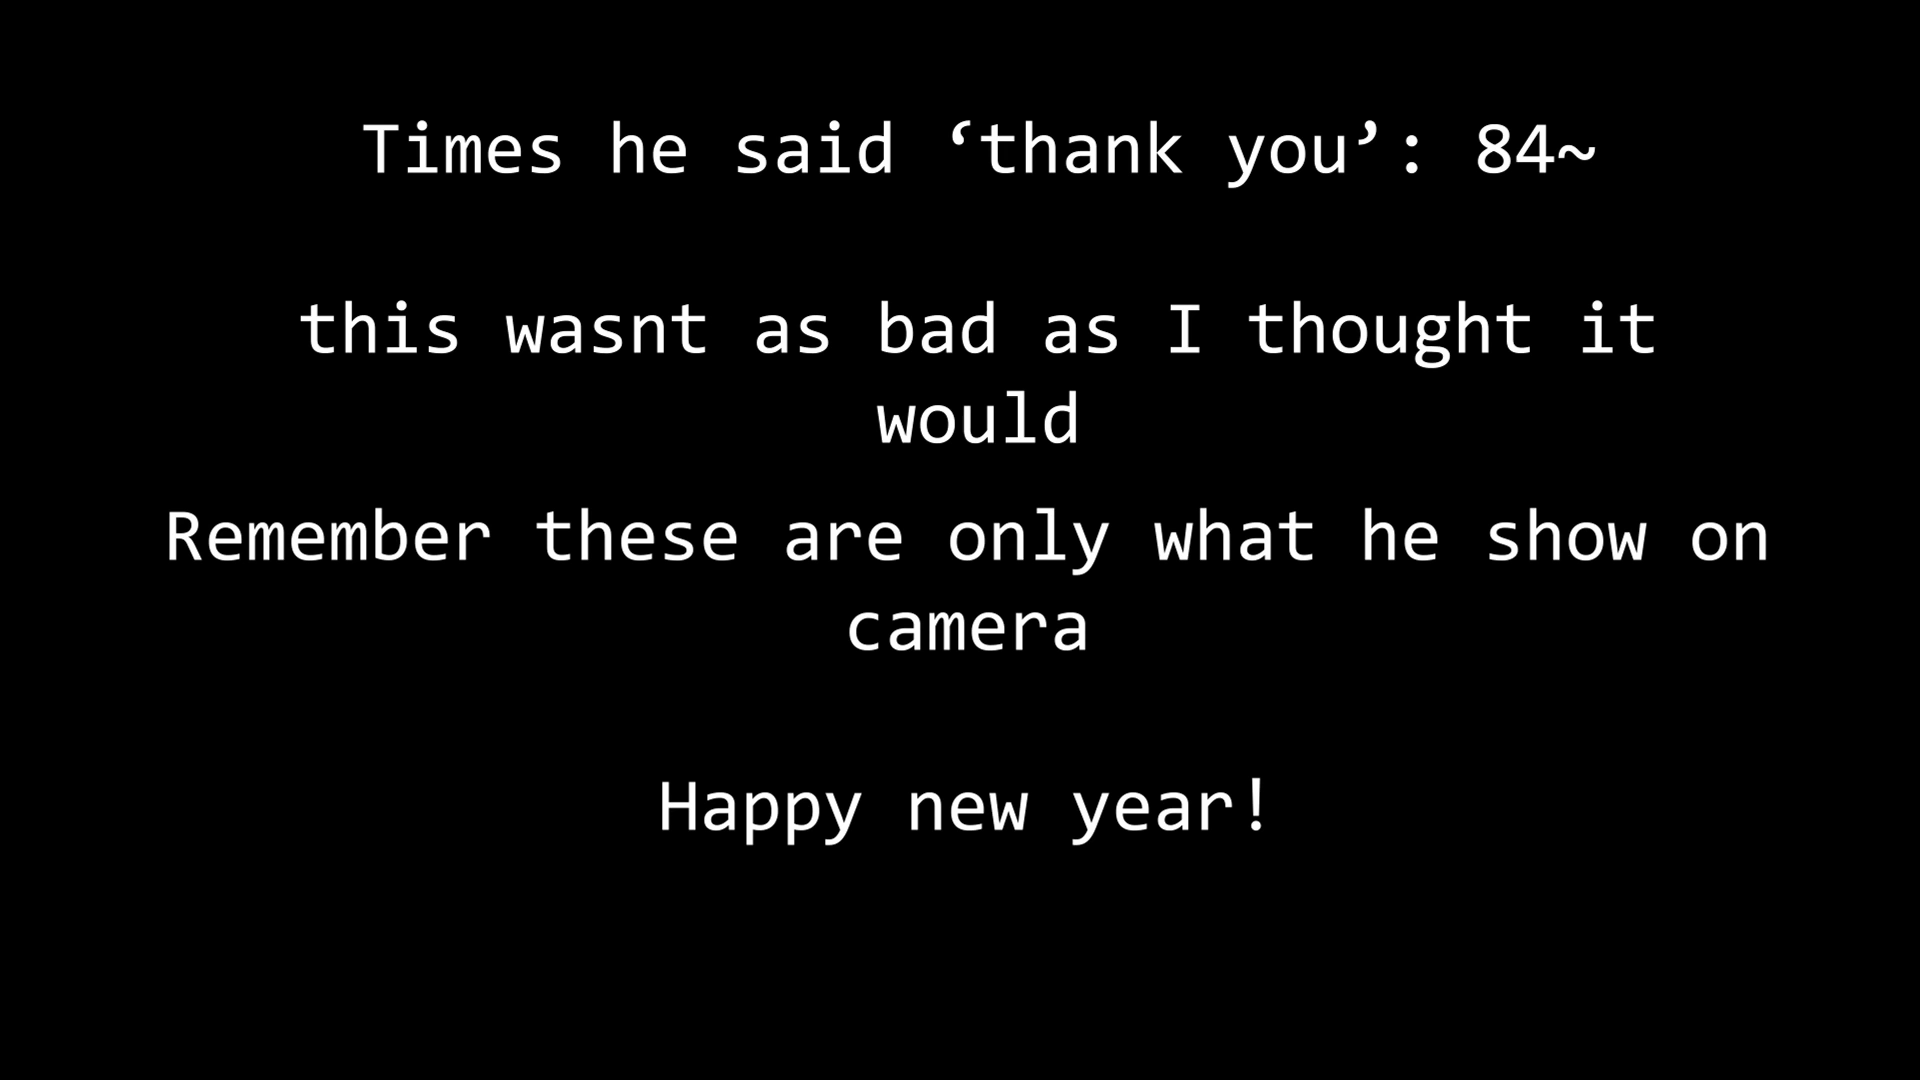 Times he said ‘thank you’: 84~
this wasnt as bad as I thought it
would
Remember these are only what he show on
camera
Happy new year!